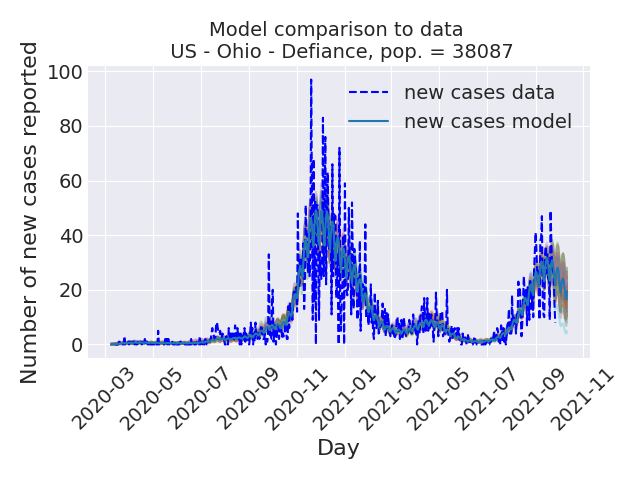 Model comparison to data
US - Ohio - Defiance, pop. = 38087
Number of new cases reported
100
80
60
40
20
0
new cases data
new cases model
2020-03
2020-05
2020-07
2020-09
2020-11
2021-01
2021-03
2021-05
2021-07
2021-09
2021-11
Day